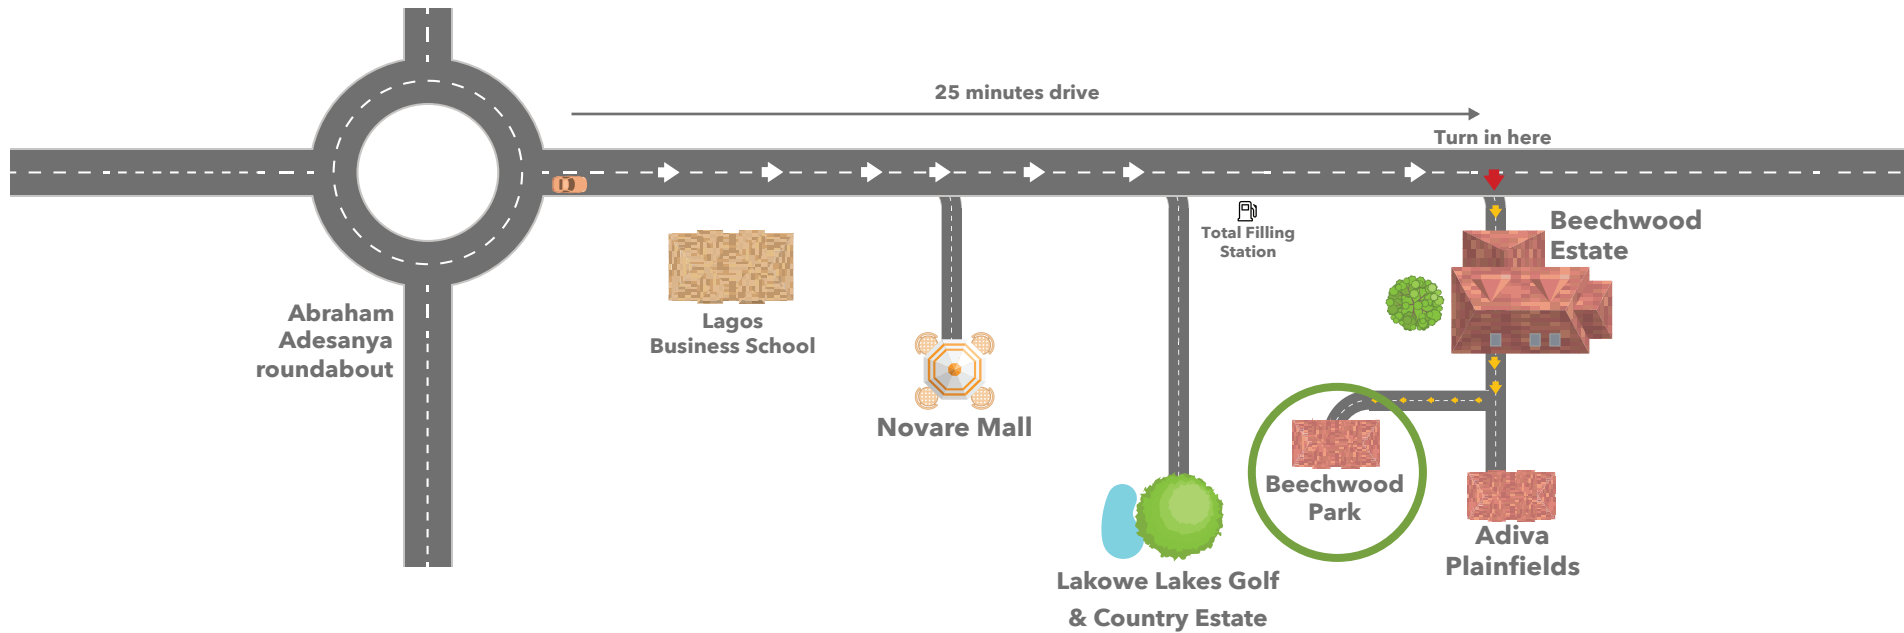 25 minutes drive
Turn in here
Beechwood
Estate
Total Filling
Station
Abraham
Adesanya
roundabout
Lagos
Business School
Novare Mall
Beechwood
Park
Adiva
Plainfields
Lakowe Lakes Golf
& Country Estate